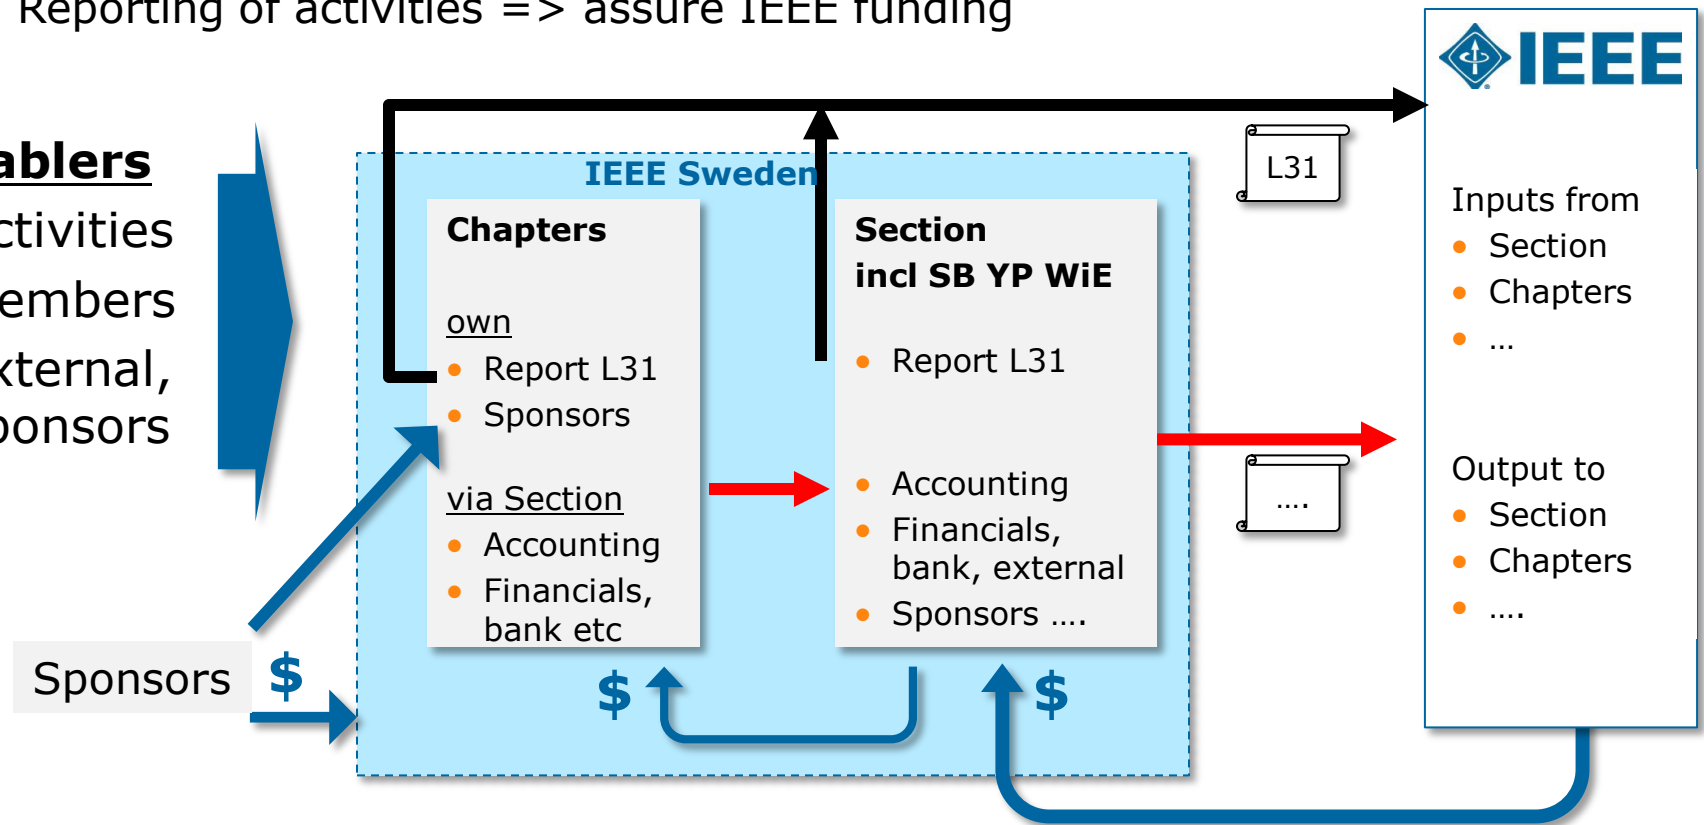 Reporting of activities => assure IEEE funding
IEEE
ablers
ctivities
embers
xternal,
ponsors
IEEE Sweden
Chapters
own
• Report L31
• Sponsors
via Section
• Accounting
• Financials,
bank etc
Section
incl SB YP WiE
• Report L31
• Accounting
• Financials,
bank, external
• Sponsors ....
L31
....
Inputs from
• Section
• Chapters
• ...
Output to
• Section
• Chapters
• ....
Sponsors
$
$
$